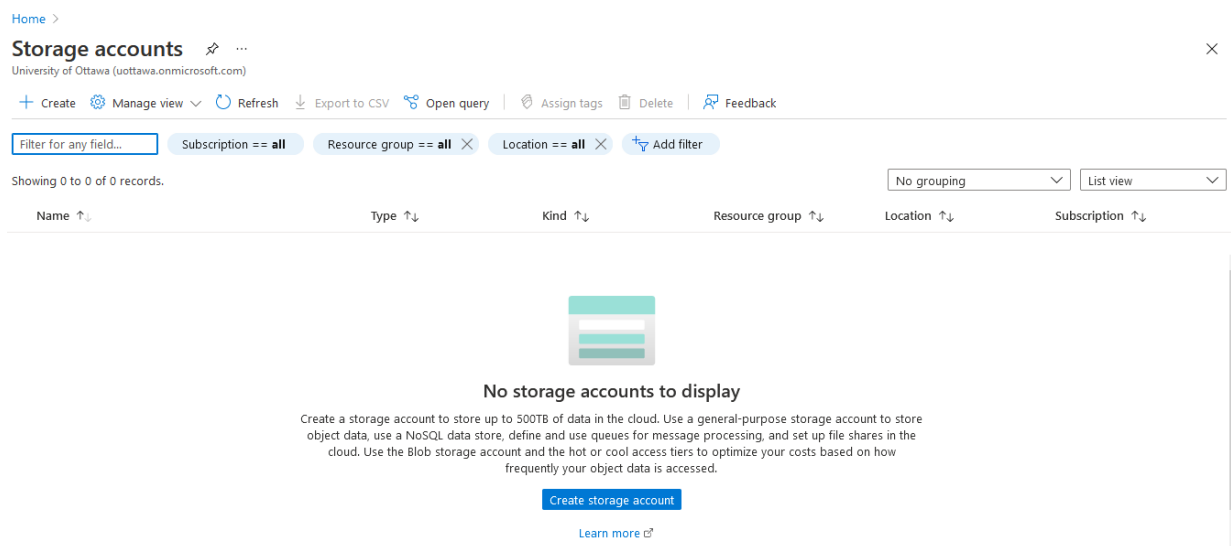 Home >
Storage accounts ...
University of Ottawa (uottawa.onmicrosoft.com)
+ Create Manage view Refresh Export to CSV Open query Assign tags Delete Feedback
Filter for any field... Subscription == all Resource group == all Location == all Add filter
Showing 0 to 0 of 0 records. No grouping List view
Name ↑↓ Type ↑↓ Kind ↑↓ Resource group ↑↓ Location ↑↓ Subscription ↑↓
No storage accounts to display
Create a storage account to store up to 500TB of data in the cloud. Use a general-purpose storage account to store
object data, use a NoSQL data store, define and use queues for message processing, and set up file shares in the
cloud. Use the Blob storage account and the hot or cool access tiers to optimize your costs based on how
frequently your object data is accessed.
Create storage account
Learn more